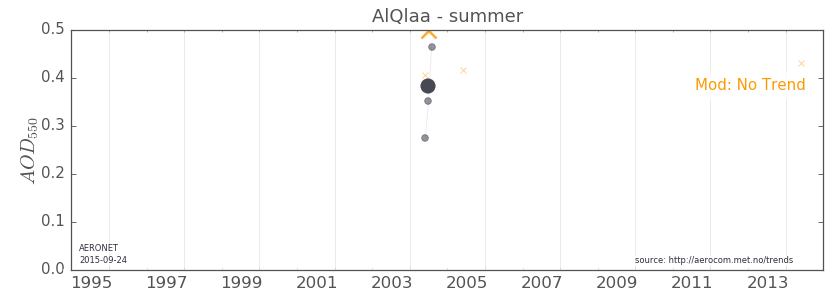 AlQlaa - summer
0.5
0.4
0.3
0.2
0.1
0.0
AOD550
Mod: No Trend
AERONET
2015-09-24
source: http://aerocom.met.no/trends
1995 1997 1999 2001 2003 2005 2007 2009 2011 2013